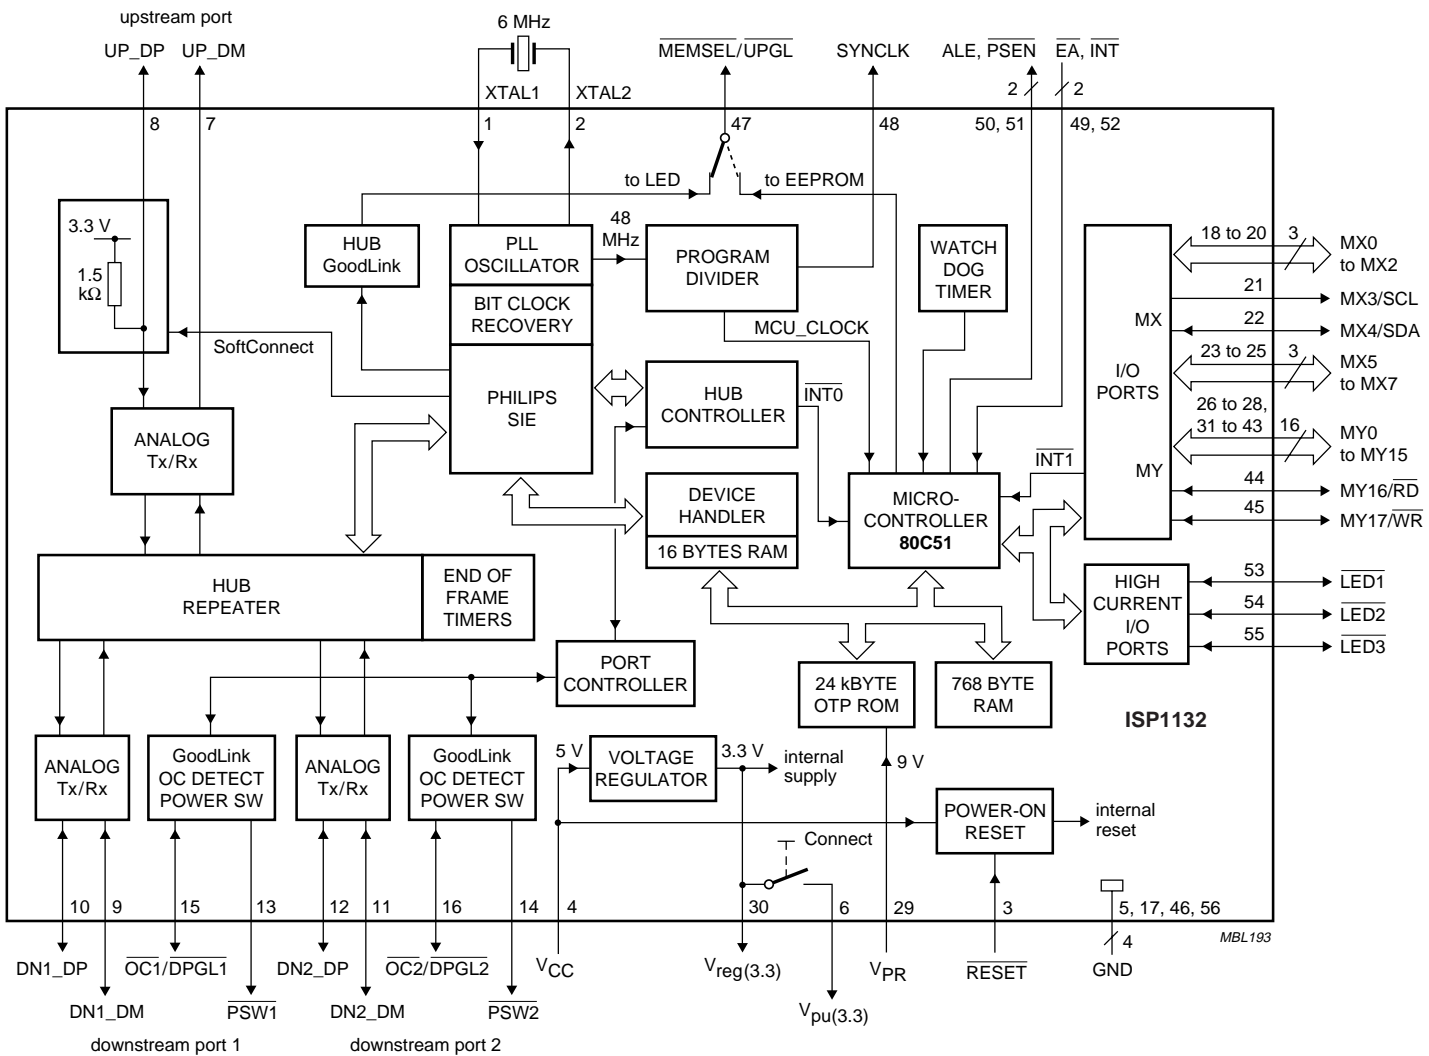 upstream port
6 MHz
UP_DP
UP_DM
MEMSEL/UPGL
SYNCLK
ALE, PSEN
EA, INT
XTAL1
XTAL2
2
2
8
7
1
2
47
48
50, 51
49, 52
to LED
to EEPROM
3.3 V
1.5
kΩ
HUB
GoodLink
PLL
OSCILLATOR
48
MHz
PROGRAM
DIVIDER
WATCH
DOG
TIMER
18 to 20
3
MX0
to MX2
21
MX3/SCL
BIT CLOCK
RECOVERY
MCU_CLOCK
MX
22
MX4/SDA
SoftConnect
23 to 25
3
MX5
to MX7
I/O
PORTS
PHILIPS
SIE
HUB
CONTROLLER
INT0
26 to 28,
31 to 43
16
MY0
to MY15
ANALOG
Tx/Rx
INT1
MY
44
MY16/RD
45
MY17/WR
DEVICE
HANDLER
16 BYTES RAM
MICRO-
CONTROLLER
80C51
HUB
REPEATER
END OF
FRAME
TIMERS
HIGH
CURRENT
I/O
PORTS
53
LED1
54
LED2
55
LED3
PORT
CONTROLLER
24 kBYTE
OTP ROM
768 BYTE
RAM
ISP1132
ANALOG
Tx/Rx
GoodLink
OC DETECT
POWER SW
ANALOG
Tx/Rx
GoodLink
OC DETECT
POWER SW
5 V
VOLTAGE
REGULATOR
3.3 V
internal
supply
9 V
POWER-ON
RESET
internal
reset
Connect
10
9
15
13
12
11
16
14
4
30
6
29
3
5, 17, 46, 56
4
MBL193
DN1_DP
OC1/DPGL1
DN2_DP
OC2/DPGL2
VCC
Vreg(3.3)
VPR
RESET
GND
DN1_DM
PSW1
DN2_DM
PSW2
Vpu(3.3)
downstream port 1
downstream port 2